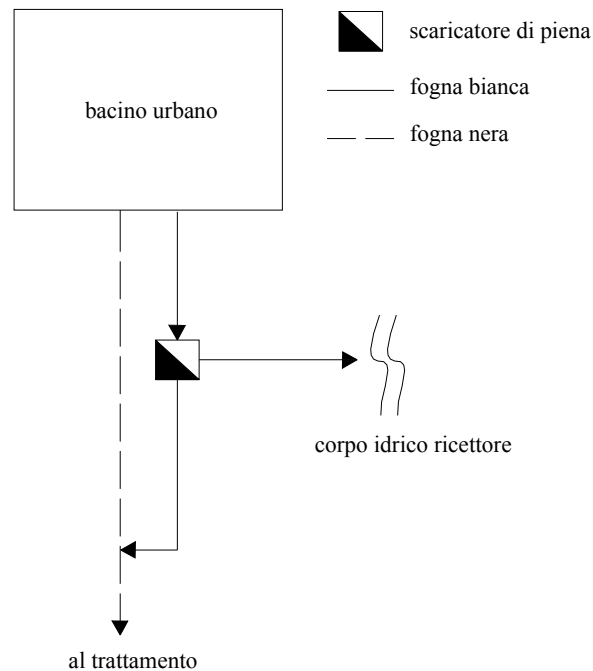 scaricatore di piena
fogna bianca
bacino urbano
fogna nera
corpo idrico ricettore
al trattamento